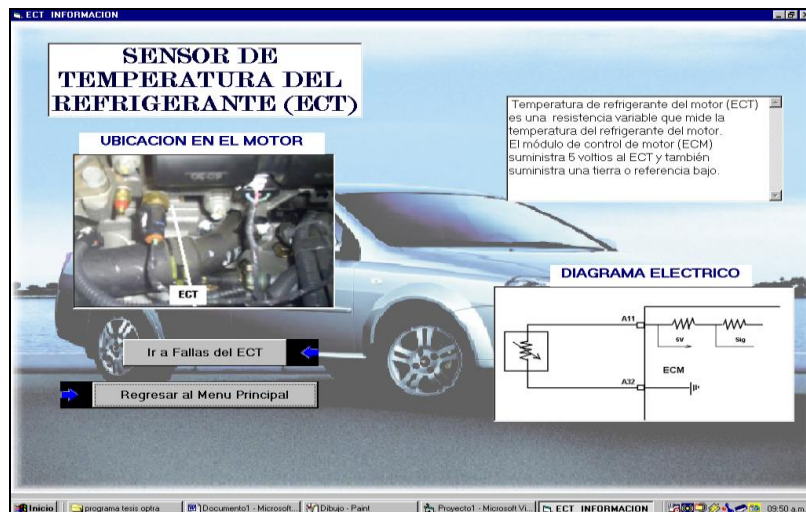 ECT INFORMACION
SENSOR DE
TEMPERATURA DEL
REFRIGERANTE (ECT)
UBICACION EN EL MOTOR
ECT
Ir a Fallas del ECT
Regresar al Menu Principal
Temperatura de refrigerante del motor (ECT)
es una resistencia variable que mide la
temperatura del refrigerante del motor.
El módulo de control de motor (ECM)
suministra 5 voltios al ECT y también
suministra una tierra o referencia bajo.
DIAGRAMA ELECTRICO
A11
5V
Sig
ECM
A32
Inicio
programa tesis optra
Documento1 - Microsoft...
Dibujo - Paint
Proyecto1 - Microsoft Vi...
ECT INFORMACION
09:50 a.m.